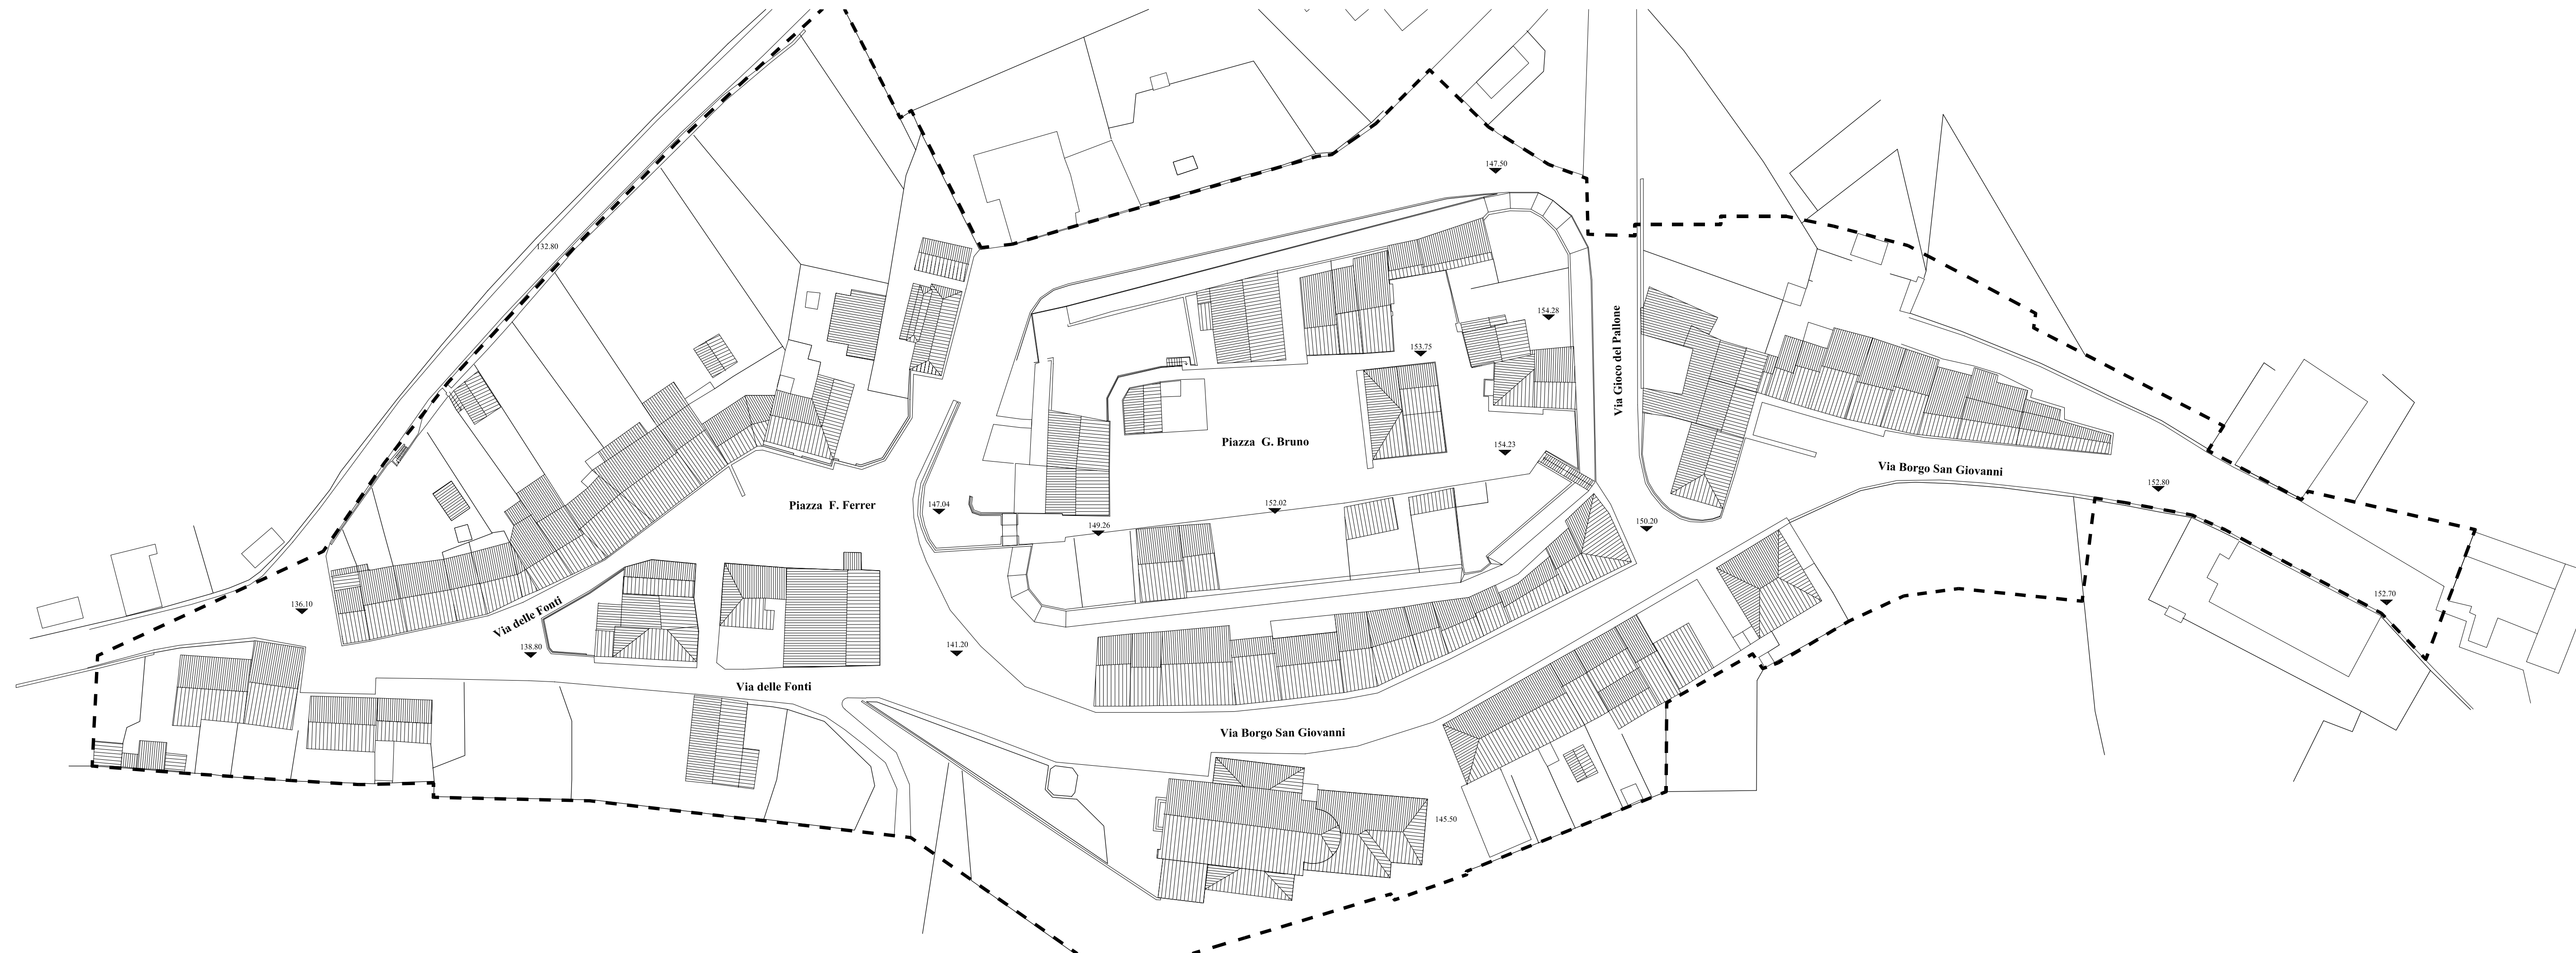 147.50
132.80
154.28
Via Gioco del Pallone
153.75
Piazza G. Bruno
154.23
Via Borgo San Giovanni
152.80
Piazza F. Ferrer
147.04
152.02
149.26
150.20
152.70
136.10
Via delle Fonti
138.80
141.20
Via delle Fonti
Via Borgo San Giovanni
145.50